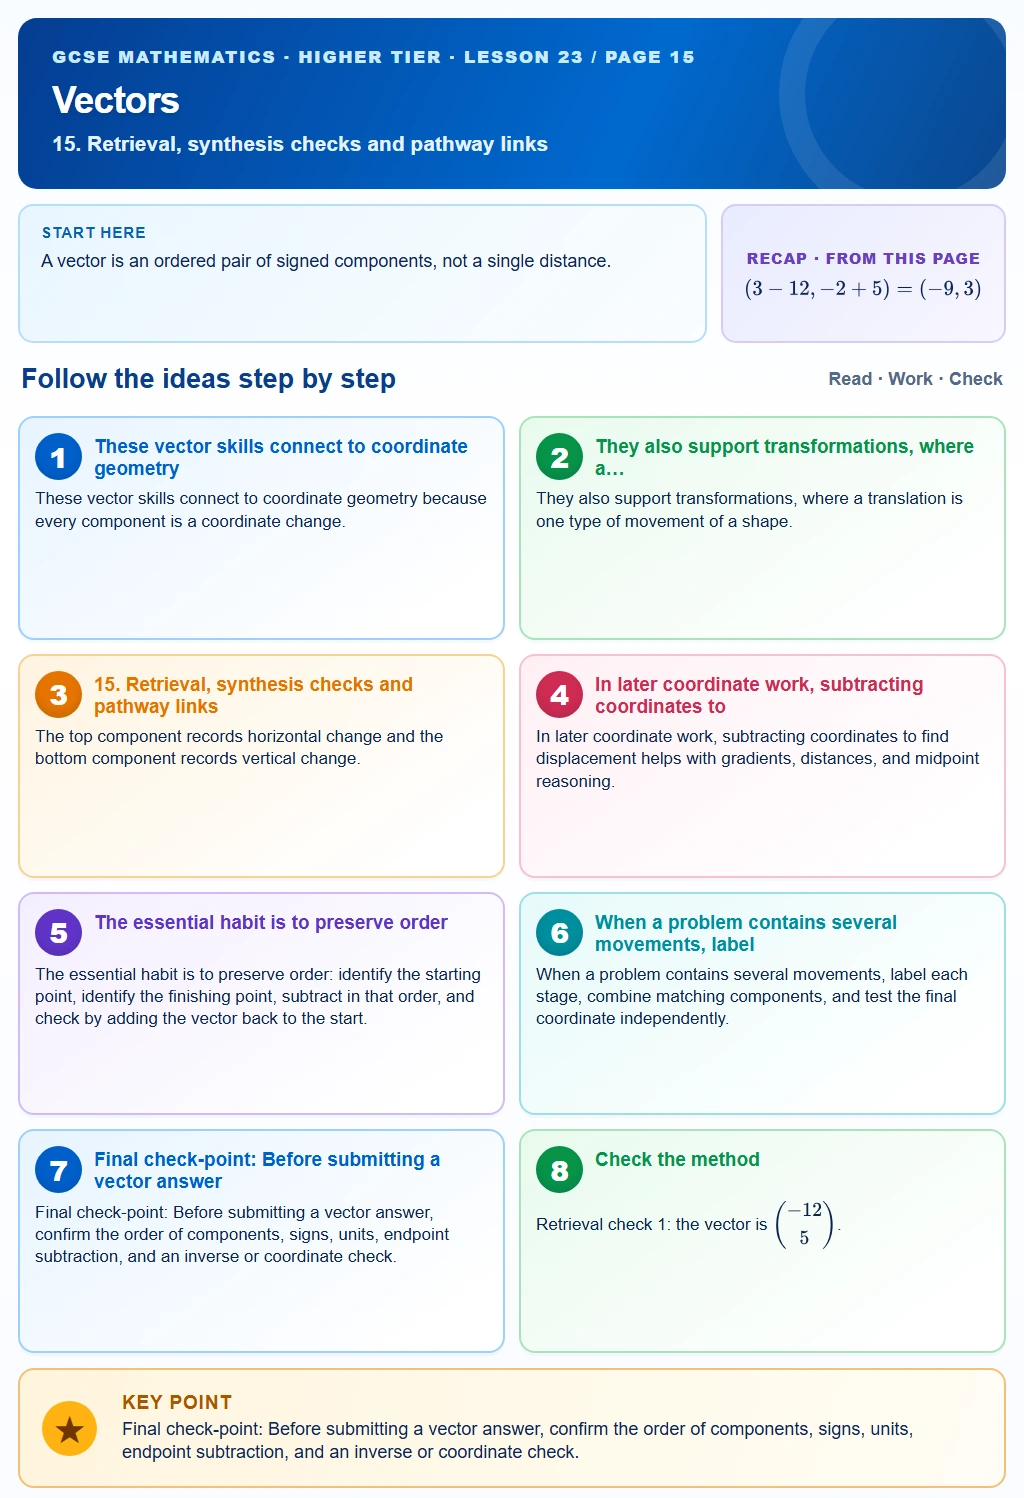 GCSE MATHEMATICS · HIGHER TIER · LESSON 23 / PAGE 15
Vectors
15. Retrieval, synthesis checks and pathway links
START HERE
A vector is an ordered pair of signed components, not a single distance.
RECAP · FROM THIS PAGE
(3 − 12, −2 + 5) = (−9, 3)
Follow the ideas step by step
Read · Work · Check
1
These vector skills connect to coordinate
geometry
These vector skills connect to coordinate geometry because
every component is a coordinate change.
2
They also support transformations, where
a…
They also support transformations, where a translation is
one type of movement of a shape.
3
15. Retrieval, synthesis checks and
pathway links
The top component records horizontal change and the
bottom component records vertical change.
4
In later coordinate work, subtracting
coordinates to
In later coordinate work, subtracting coordinates to find
displacement helps with gradients, distances, and midpoint
reasoning.
5
The essential habit is to preserve order
The essential habit is to preserve order: identify the starting
point, identify the finishing point, subtract in that order, and
check by adding the vector back to the start.
6
When a problem contains several
movements, label
When a problem contains several movements, label each
stage, combine matching components, and test the final
coordinate independently.
7
Final check-point: Before submitting a
vector answer
Final check-point: Before submitting a vector answer,
confirm the order of components, signs, units, endpoint
subtraction, and an inverse or coordinate check.
8
Check the method
Retrieval check 1: the vector is (−12
5).
KEY POINT
Final check-point: Before submitting a vector answer, confirm the order of components, signs, units,
endpoint subtraction, and an inverse or coordinate check.